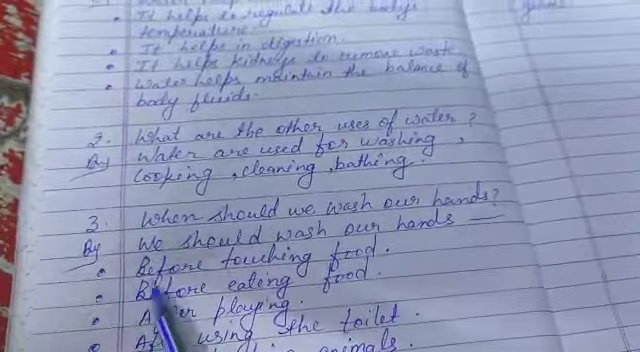 • It helps to regulate the bodys
temperature.
• It helps in digestion.
• It helps kidneys to remove waste
• Water helps maintain the balance of
body fluids.
2. What are the other uses of water?
Water are used for washing,
cooking, cleaning, bathing.
3. When should we wash our hands?
We should wash our hands —
• Before touching food.
• Before eating food.
• After playing.
• After using the toilet.
• animals.